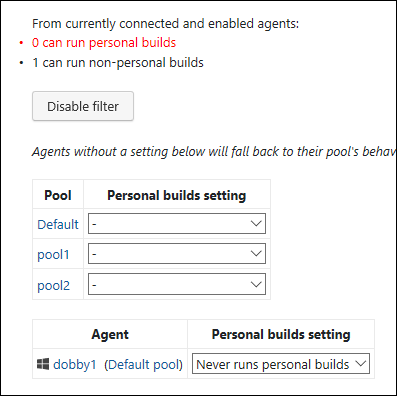 From currently connected and enabled agents:
• 0 can run personal builds
• 1 can run non-personal builds
Disable filter
Agents without a setting below will fall back to their pool's behav
Pool Personal builds setting
Default -
pool1 -
pool2 -
Agent Personal builds setting
dobby1 (Default pool) Never runs personal builds